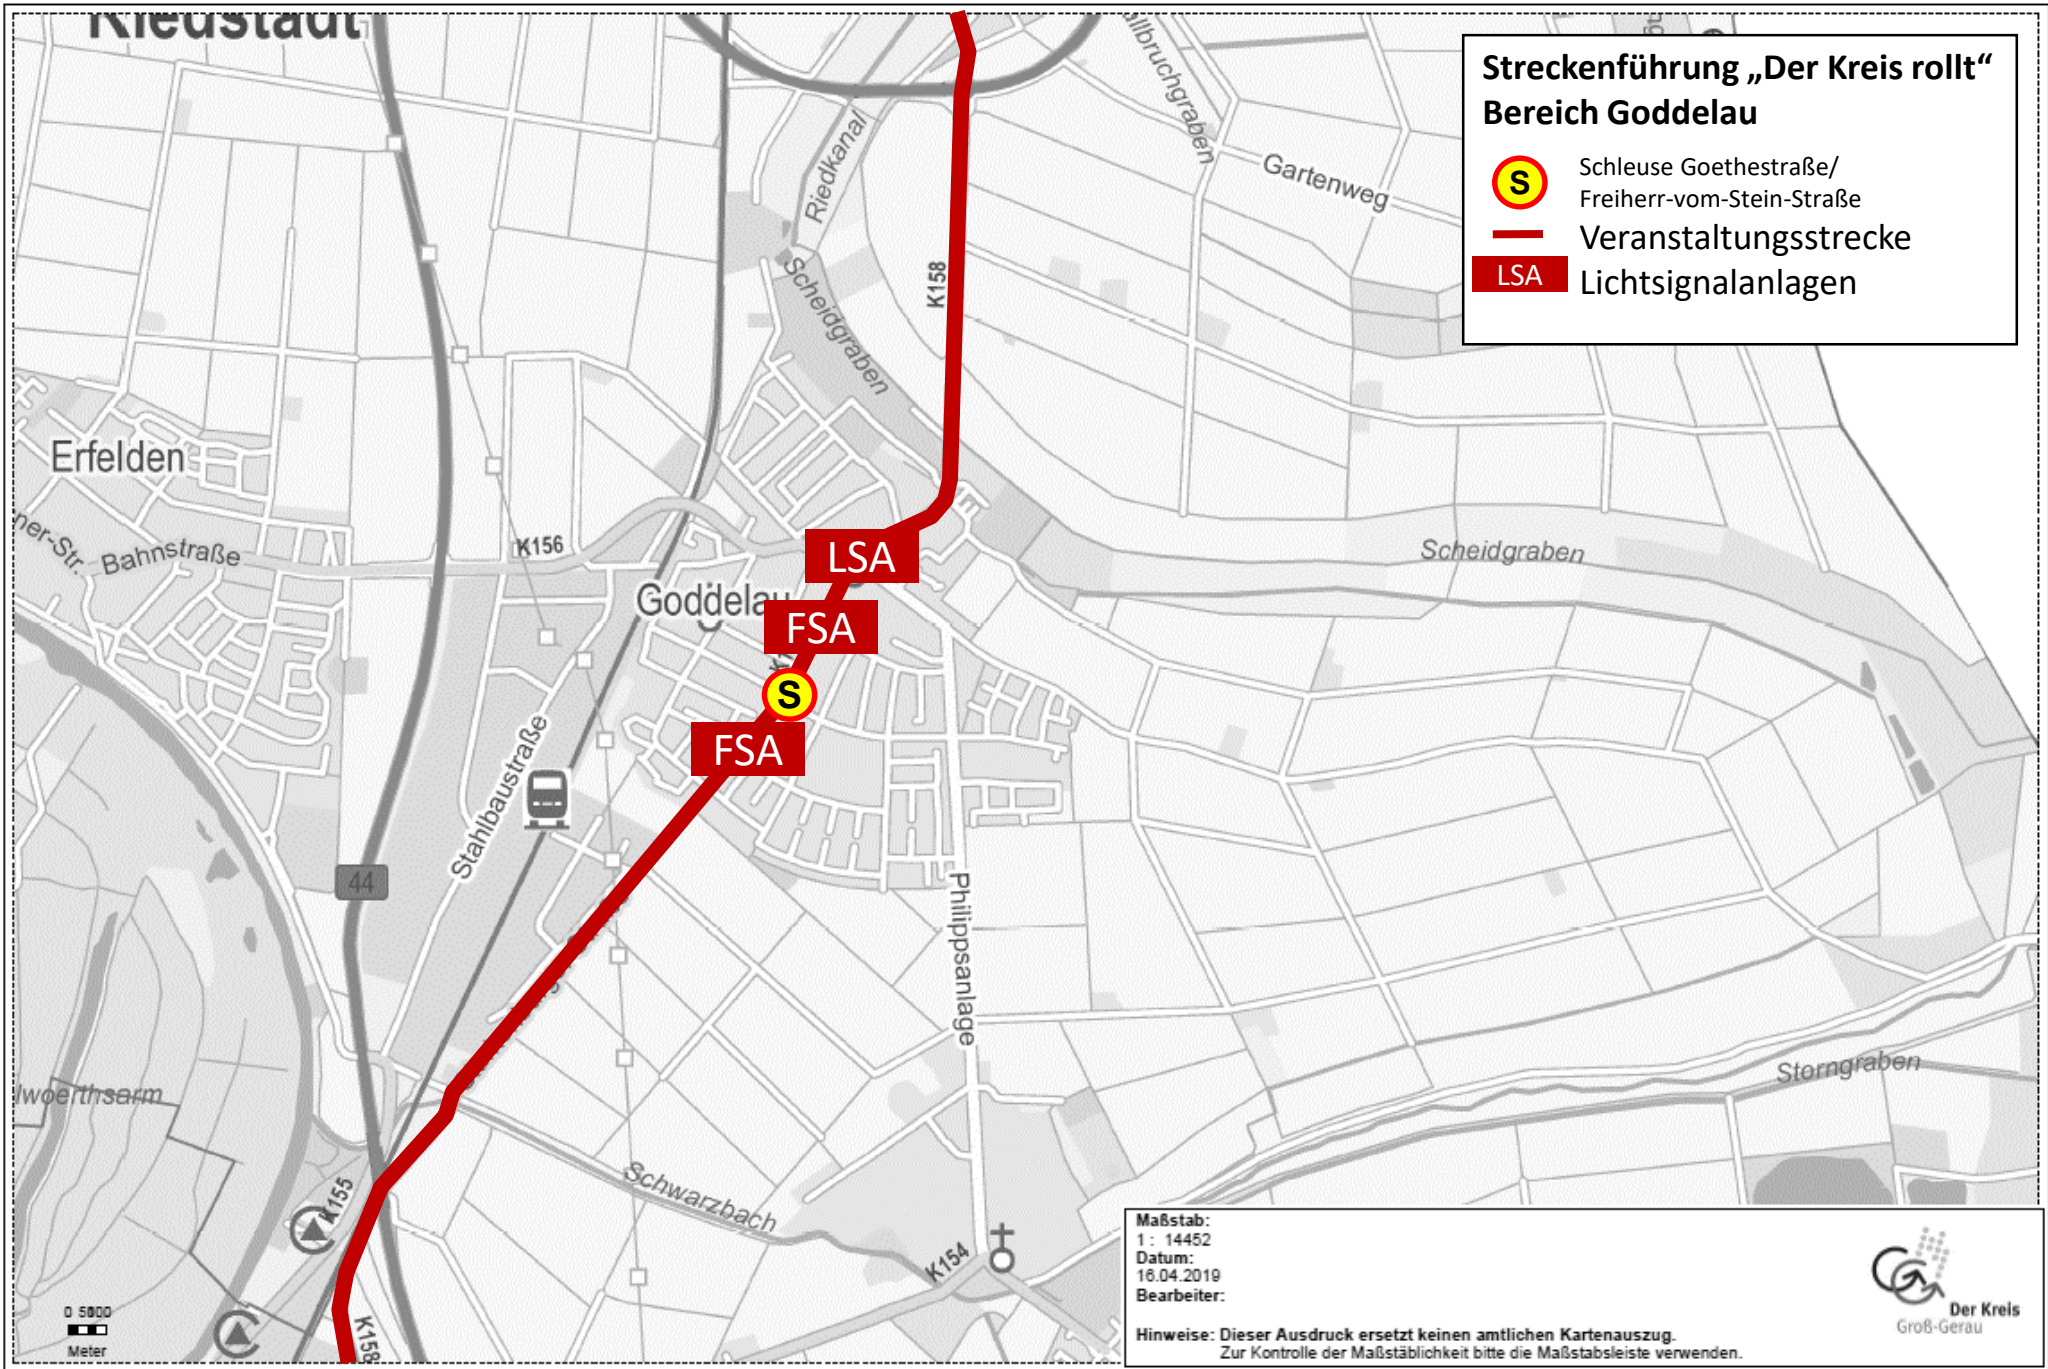 Riedstadt
Streckenführung „Der Kreis rollt“
Bereich Goddelau
S
Schleuse Goethestraße/
Freiherr-vom-Stein-Straße
Veranstaltungsstrecke
LSA
Lichtsignalanlagen
Riedkanal
Gartenweg
Scheidgraben
K158
Erfelden
Bahnstraße
K156
LSA
Scheidgraben
Goddelau
FSA
S
FSA
Stahlbaustraße
44
Philippsanlage
Storngraben
Schwarzbach
K155
K154
K158
0
Meter
Maßstab:
1 : 14452
Datum:
16.04.2019
Bearbeiter:
Hinweise: Dieser Ausdruck ersetzt keinen amtlichen Kartenauszug.
Zur Kontrolle der Maßstäblichkeit bitte die Maßstabsleiste verwenden.
Der Kreis
Groß-Gerau